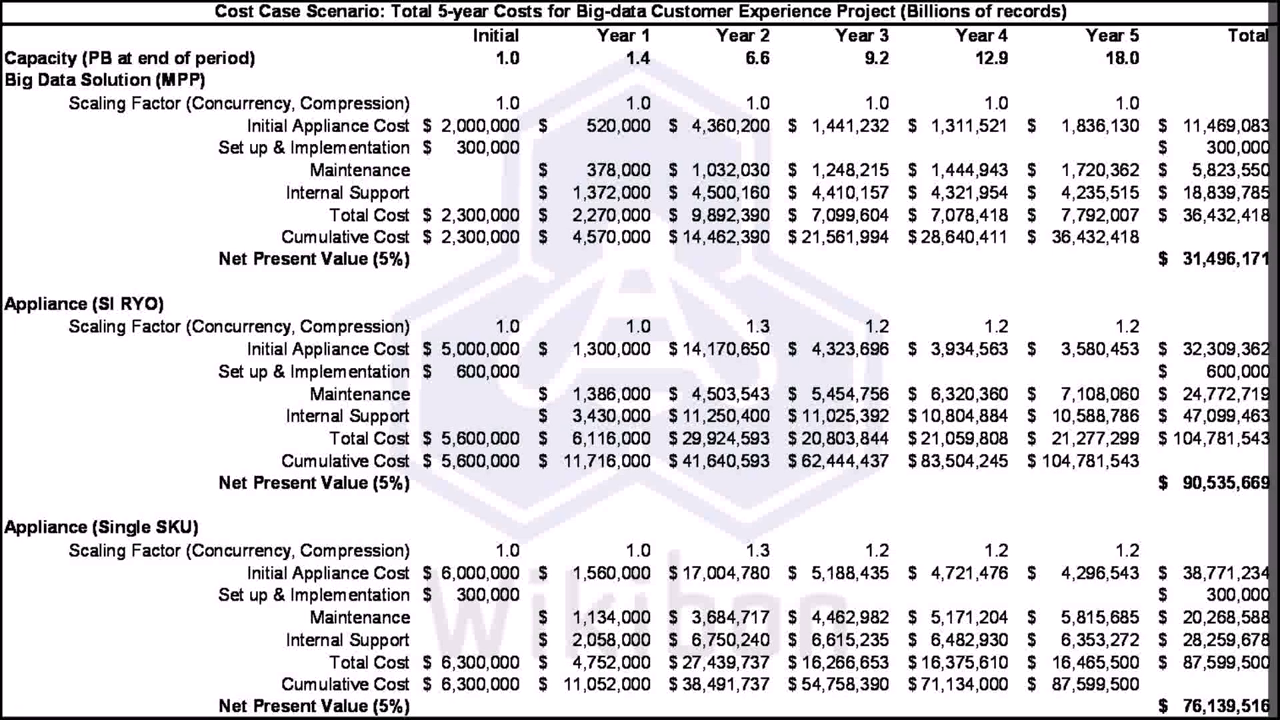 Cost Case Scenario: Total 5-year Costs for Big-data Customer Experience Project (Billions of records)
Initial Year 1 Year 2 Year 3 Year 4 Year 5 Total
Capacity (PB at end of period) 1.0 1.4 6.6 9.2 12.9 18.0
Big Data Solution (MPP)
Scaling Factor (Concurrency, Compression) 1.0 1.0 1.0 1.0 1.0 1.0
Initial Appliance Cost $ 2,000,000 $ 520,000 $ 4,360,200 $ 1,441,232 $ 1,311,521 $ 1,836,130 $ 11,469,083
Set up & Implementation $ 300,000 $ 300,000
Maintenance $ 378,000 $ 1,032,030 $ 1,248,215 $ 1,444,943 $ 1,720,362 $ 5,823,550
Internal Support $ 1,372,000 $ 4,500,160 $ 4,410,157 $ 4,321,954 $ 4,235,515 $ 18,839,785
Total Cost $ 2,300,000 $ 2,270,000 $ 9,892,390 $ 7,099,604 $ 7,078,418 $ 7,792,007 $ 36,432,418
Cumulative Cost $ 2,300,000 $ 4,570,000 $ 14,462,390 $ 21,561,994 $ 28,640,411 $ 36,432,418
Net Present Value (5%) $ 31,496,171
Appliance (SI RYO)
Scaling Factor (Concurrency, Compression) 1.0 1.0 1.3 1.2 1.2 1.2
Initial Appliance Cost $ 5,000,000 $ 1,300,000 $ 14,170,650 $ 4,323,696 $ 3,934,563 $ 3,580,453 $ 32,309,362
Set up & Implementation $ 600,000 $ 600,000
Maintenance $ 1,386,000 $ 4,503,543 $ 5,454,756 $ 6,320,360 $ 7,108,060 $ 24,772,719
Internal Support $ 3,430,000 $ 11,250,400 $ 11,025,392 $ 10,804,884 $ 10,588,786 $ 47,099,463
Total Cost $ 5,600,000 $ 6,116,000 $ 29,924,593 $ 20,803,844 $ 21,059,808 $ 21,277,299 $ 104,781,543
Cumulative Cost $ 5,600,000 $ 11,716,000 $ 41,640,593 $ 62,444,437 $ 83,504,245 $ 104,781,543
Net Present Value (5%) $ 90,535,669
Appliance (Single SKU)
Scaling Factor (Concurrency, Compression) 1.0 1.0 1.3 1.2 1.2 1.2
Initial Appliance Cost $ 6,000,000 $ 1,560,000 $ 17,004,780 $ 5,188,435 $ 4,721,476 $ 4,296,543 $ 38,771,234
Set up & Implementation $ 300,000 $ 300,000
Maintenance $ 1,134,000 $ 3,684,717 $ 4,462,982 $ 5,171,204 $ 5,815,685 $ 20,268,588
Internal Support $ 2,058,000 $ 6,750,240 $ 6,615,235 $ 6,482,930 $ 6,353,272 $ 28,259,678
Total Cost $ 6,300,000 $ 4,752,000 $ 27,439,737 $ 16,266,653 $ 16,375,610 $ 16,465,500 $ 87,599,500
Cumulative Cost $ 6,300,000 $ 11,052,000 $ 38,491,737 $ 54,758,390 $ 71,134,000 $ 87,599,500
Net Present Value (5%) $ 76,139,516
Wikibon